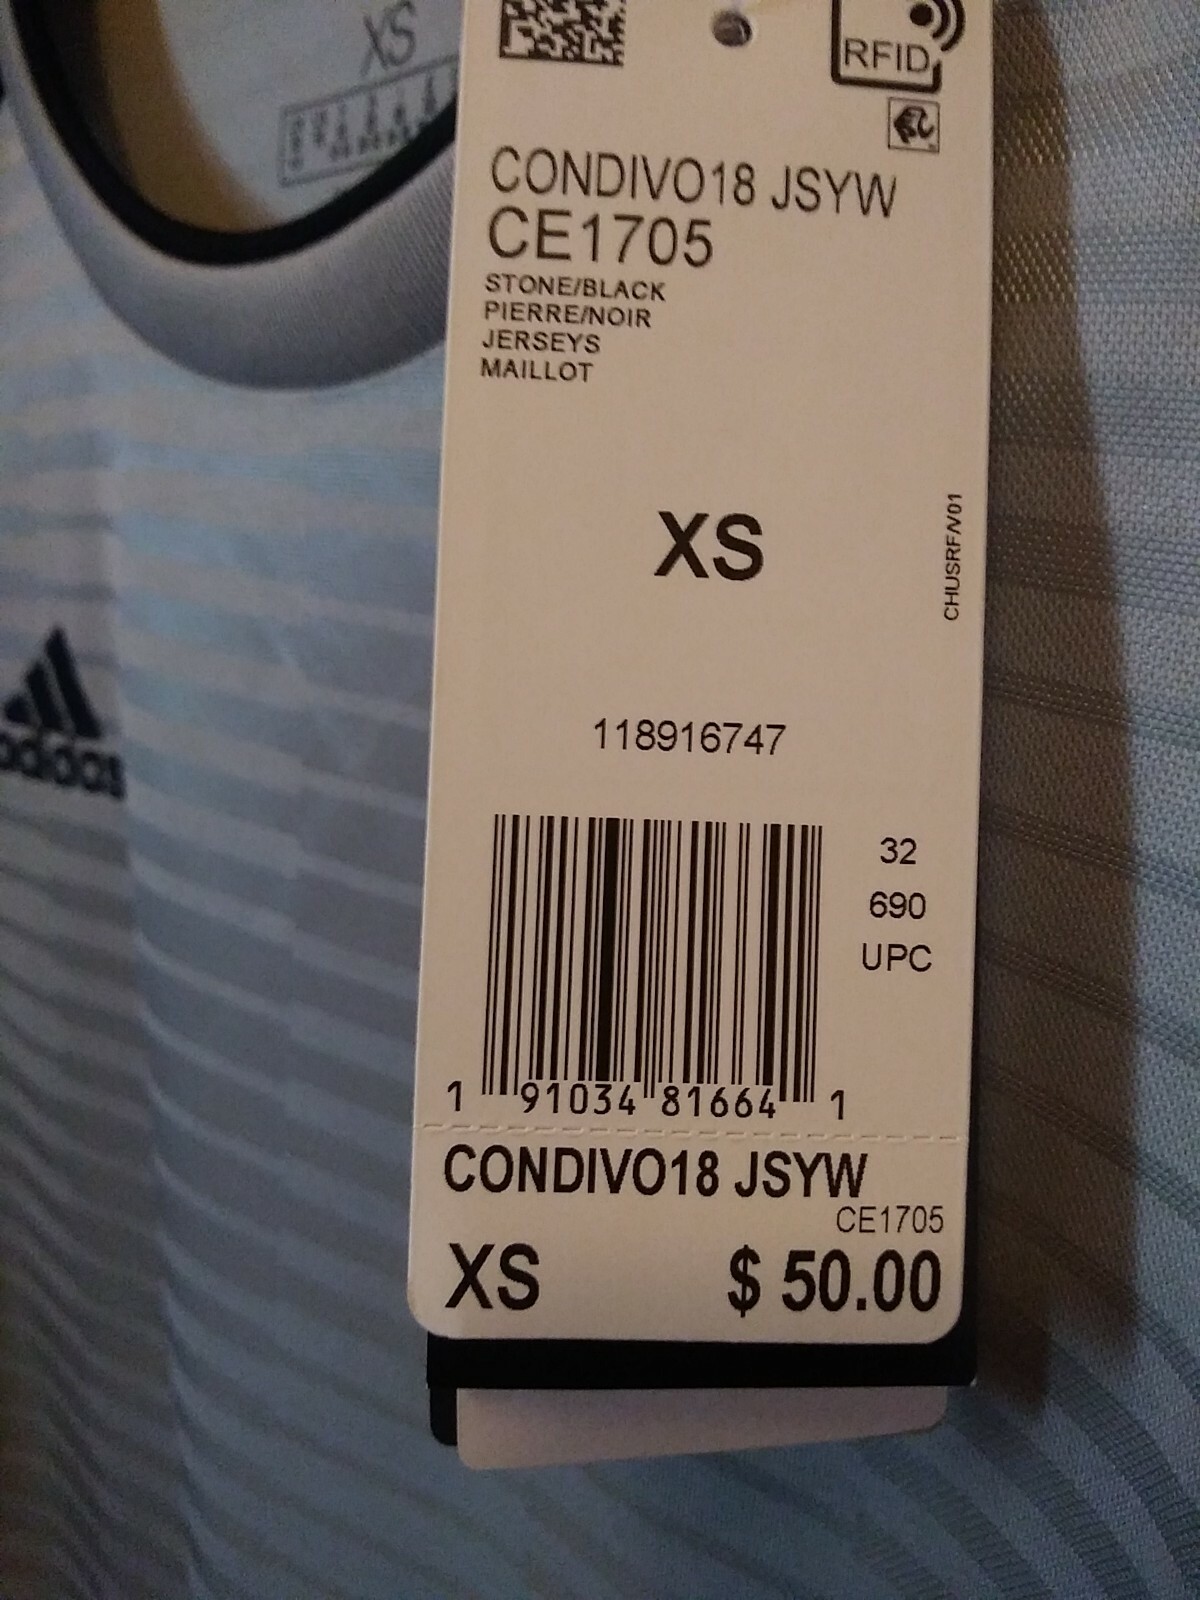 XS
RFID
CONDIVO18 JSYW
CE1705
STONE/BLACK
PIERRE/NOIR
JERSEYS
MAILLOT
XS
CHUSRFA/V01
118916747
32
690
UPC
1 91034 81664 1
adidas
CONDIVO18 JSYW
CE1705
XS $ 50.00